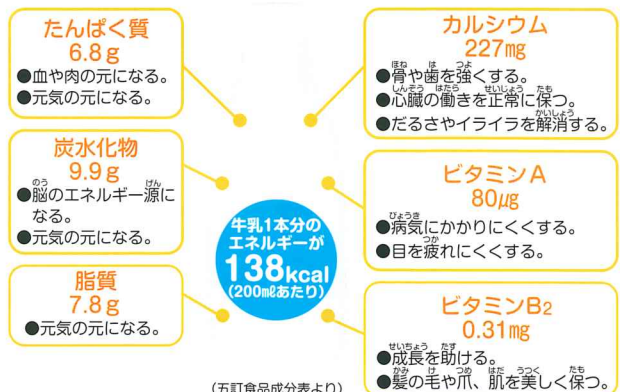 たんぱく質
6.8g
●血や肉の元になる。
●元気の元になる。
炭水化物
9.9g
●脳のエネルギー源に
なる。
●元気の元になる。
脂質
7.8g
●元気の元になる。
牛乳1本分の
エネルギーが
138kcal
(200mlあたり)
カルシウム
227mg
●骨や歯を強くする。
●心臓の働きを正常に保つ。
●だるさやイライラを解消する。
ビタミンA
80μg
●病気にかかりにくくする。
●目を疲れにくくする。
ビタミンB2
0.31mg
●成長を助ける。
●髪の毛や爪、肌を美しく保つ。
(五訂食品成分表より)